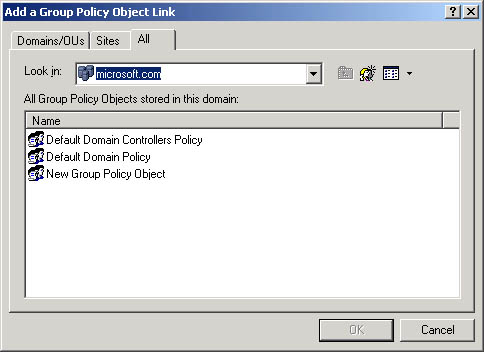 Add a Group Policy Object Link
Domains/OUs Sites All
Look in: microsoft.com
All Group Policy Objects stored in this domain:
Name
Default Domain Controllers Policy
Default Domain Policy
New Group Policy Object
OK Cancel